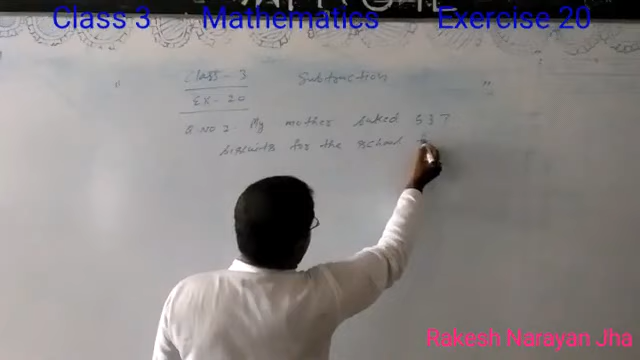 Class 3 Mathematics Exercise 20
Class - 3 Subtraction
EX - 20
Q. NO 2. My mother baked 537
biscuits for the school
Rakesh Narayan Jha